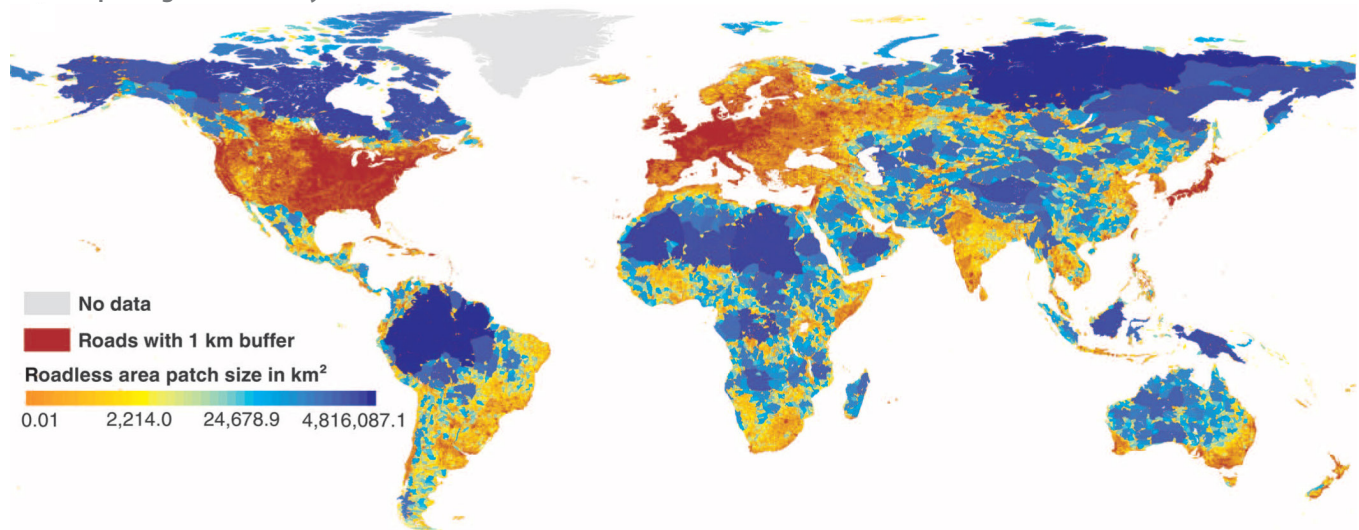 No data
Roads with 1 km buffer
Roadless area patch size in km²
0.01 2,214.0 24,678.9 4,816,087.1